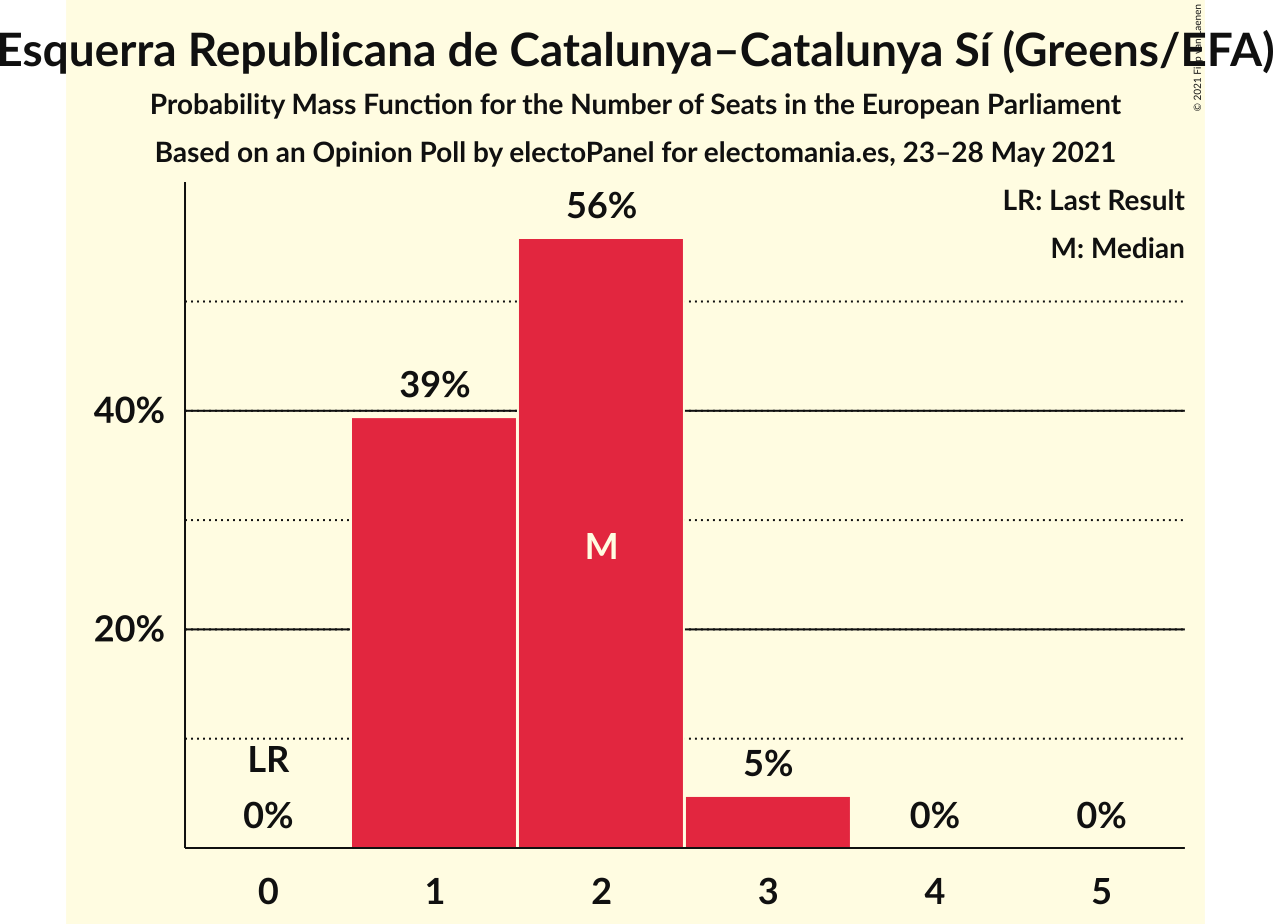 Esquerra Republicana de Catalunya–Catalunya Sí (Greens/EFA)
Probability Mass Function for the Number of Seats in the European Parliament
Based on an Opinion Poll by electoPanel for electomania.es, 23–28 May 2021
© 2021
LR: Last Result
M: Median
56%
39%
40%
M
20%
LR
5%
0%
0%
0%
0 1 2 3 4 5